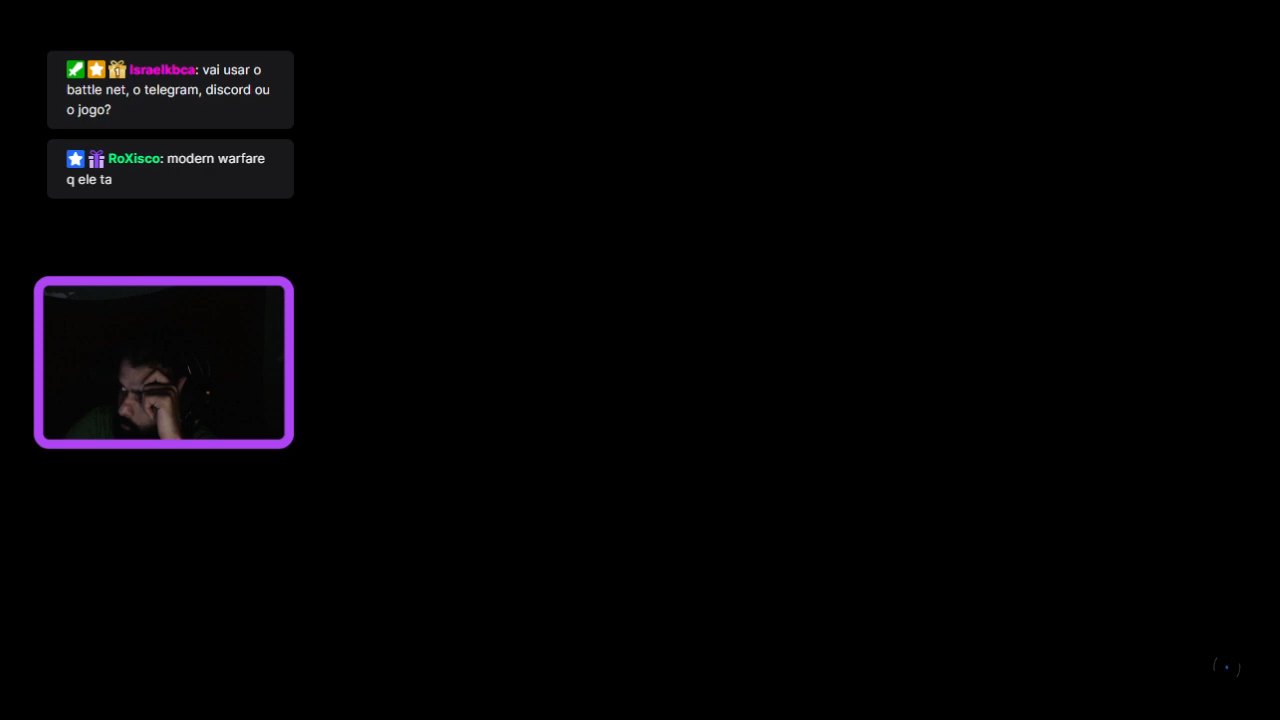 Israelkbca: vai usar o
battle net, o telegram, discord ou
o jogo?
RoXisco: modern warfare
q ele ta